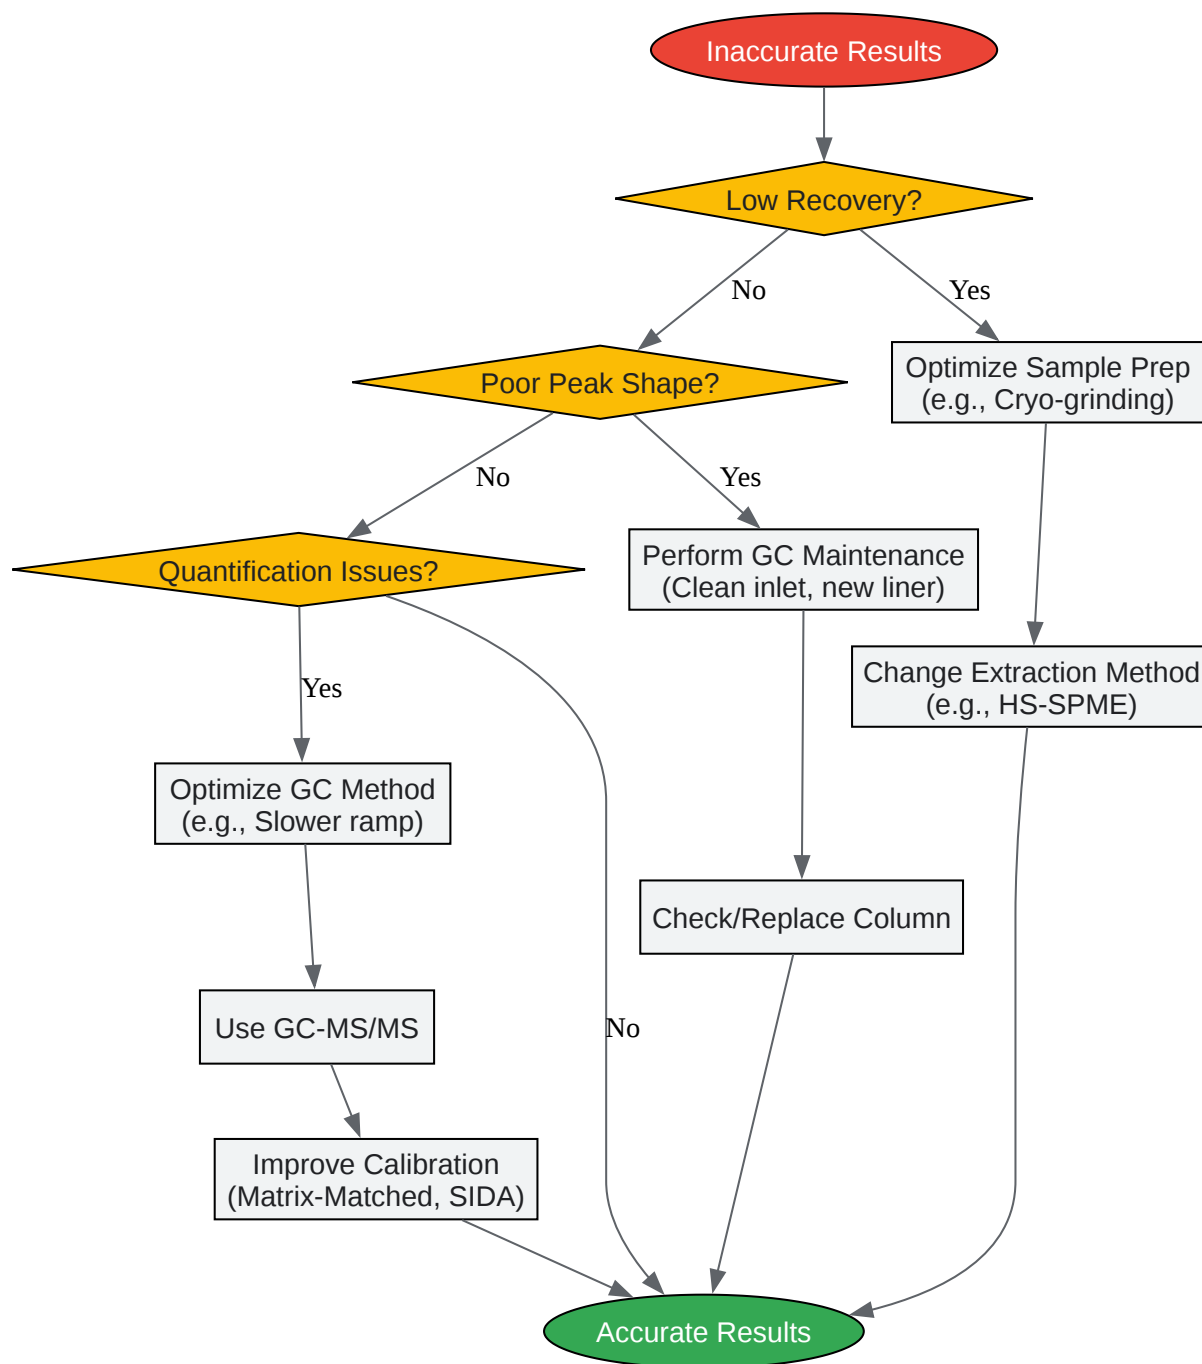 Inaccurate Results
Low Recovery?
No
Yes
Optimize Sample Prep
(e.g., Cryo-grinding)
Poor Peak Shape?
No
Yes
Perform GC Maintenance
(Clean inlet, new liner)
Quantification Issues?
Change Extraction Method
(e.g., HS-SPME)
Yes
Optimize GC Method
(e.g., Slower ramp)
Check/Replace Column
Use GC-MS/MS
No
Improve Calibration
(Matrix-Matched, SIDA)
Accurate Results